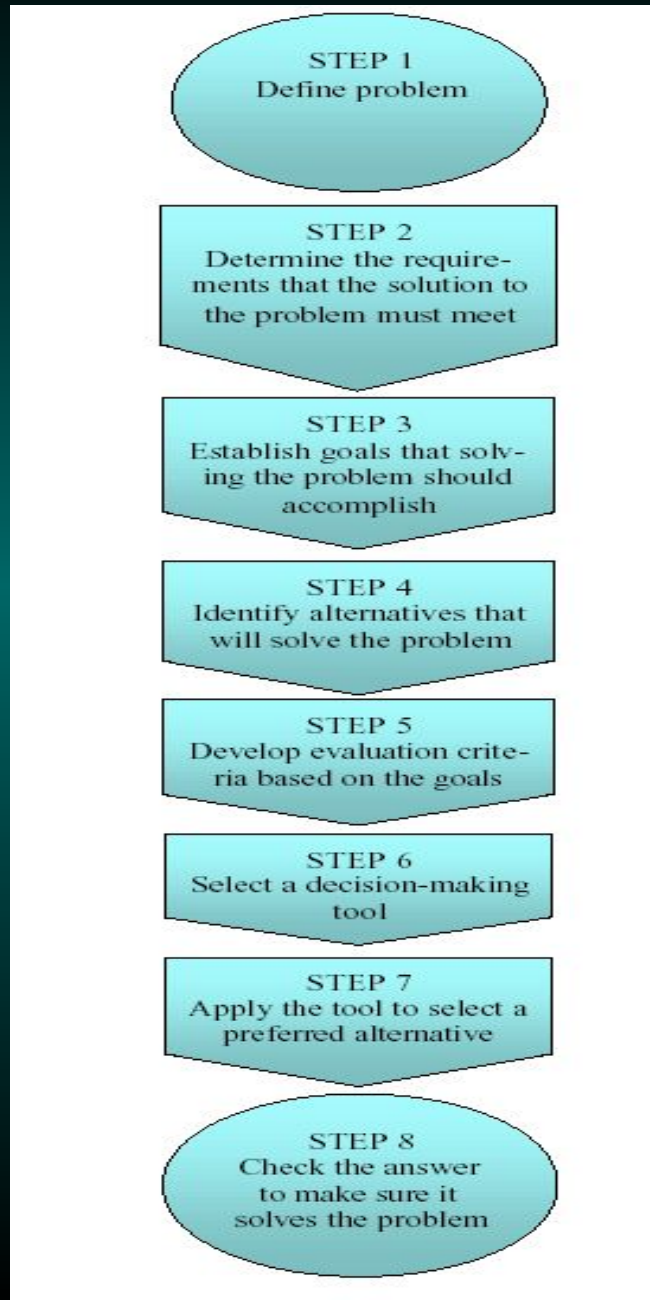 STEP 1
Define problem
STEP 2
Determine the require-
ments that the solution to
the problem must meet
STEP 3
Establish goals that solv-
ing the problem should
accomplish
STEP 4
Identify alternatives that
will solve the problem
STEP 5
Develop evaluation crite-
ria based on the goals
STEP 6
Select a decision-making
tool
STEP 7
Apply the tool to select a
preferred alternative
STEP 8
Check the answer
to make sure it
solves the problem